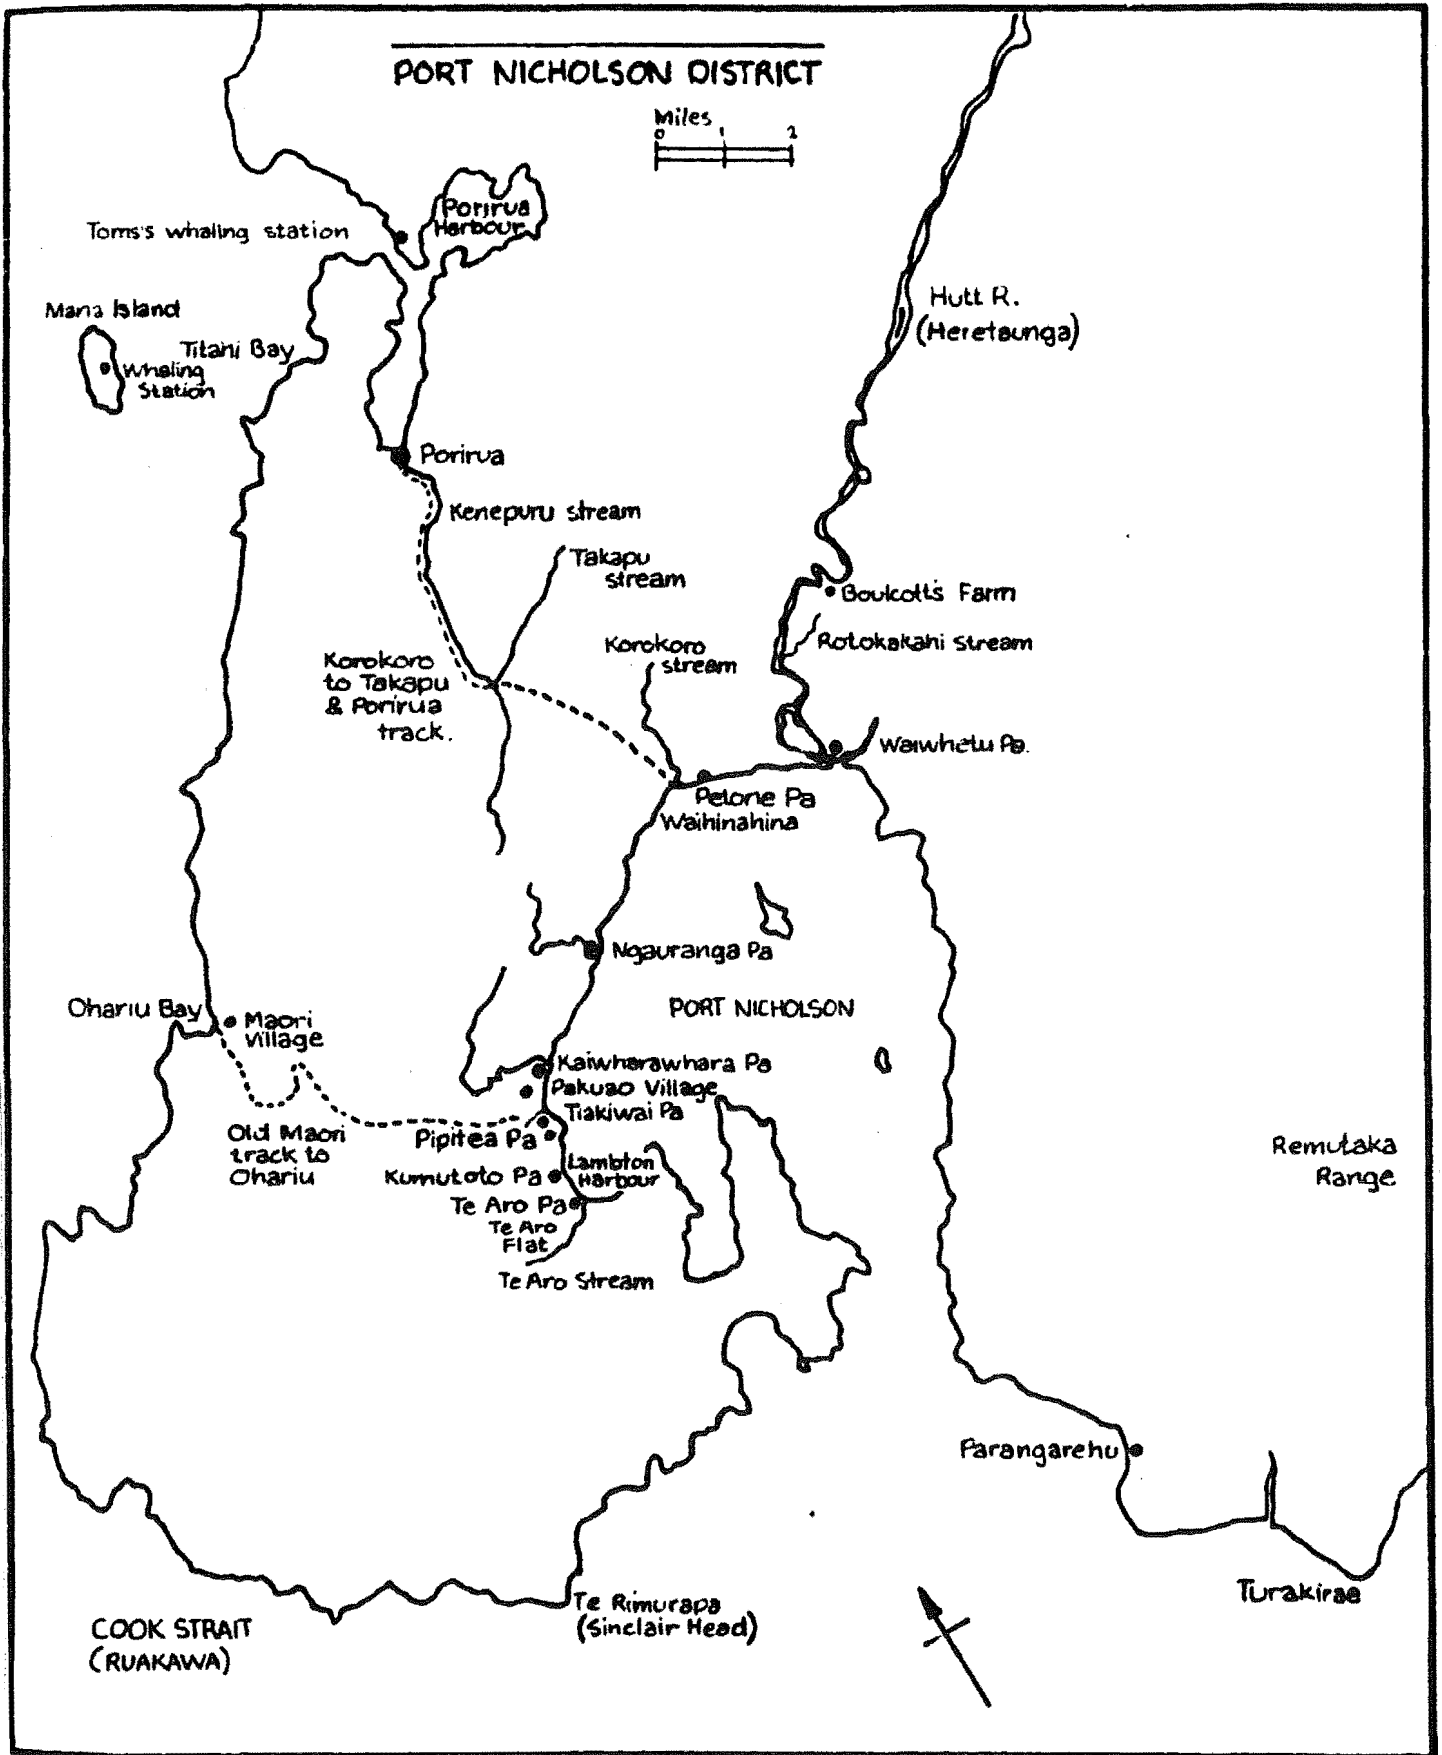 PORT NICHOLSON DISTRICT
Miles
0 1 2
Porirua
Harbour
Toms's whaling station
Hutt R.
(Heretaunga)
Mana Island
Titahi Bay
Whaling
Station
Porirua
Kenepuru stream
Takapu
stream
Boulcott's Farm
Rotokakahi Stream
Korokoro
stream
Korokoro
to Takapu
& Porirua
track.
Waiwhetu Pa.
Petone Pa
Waihinahina
Ngauranga Pa
Ohariu Bay
Maori
Village
PORT NICHOLSON
Kaiwharawhara Pa
Pakuao Village
Tiakiwai Pa
Old Maori
track to
Ohariu
Pipitea Pa
Remutaka
Range
Kumutoto Pa
Lambton
Harbour
Te Aro Pa
Te Aro
Flat
Te Aro Stream
Parangarehu
Te Rimurapa
(Sinclair Head)
Turakirae
COOK STRAIT
(RUAKAWA)